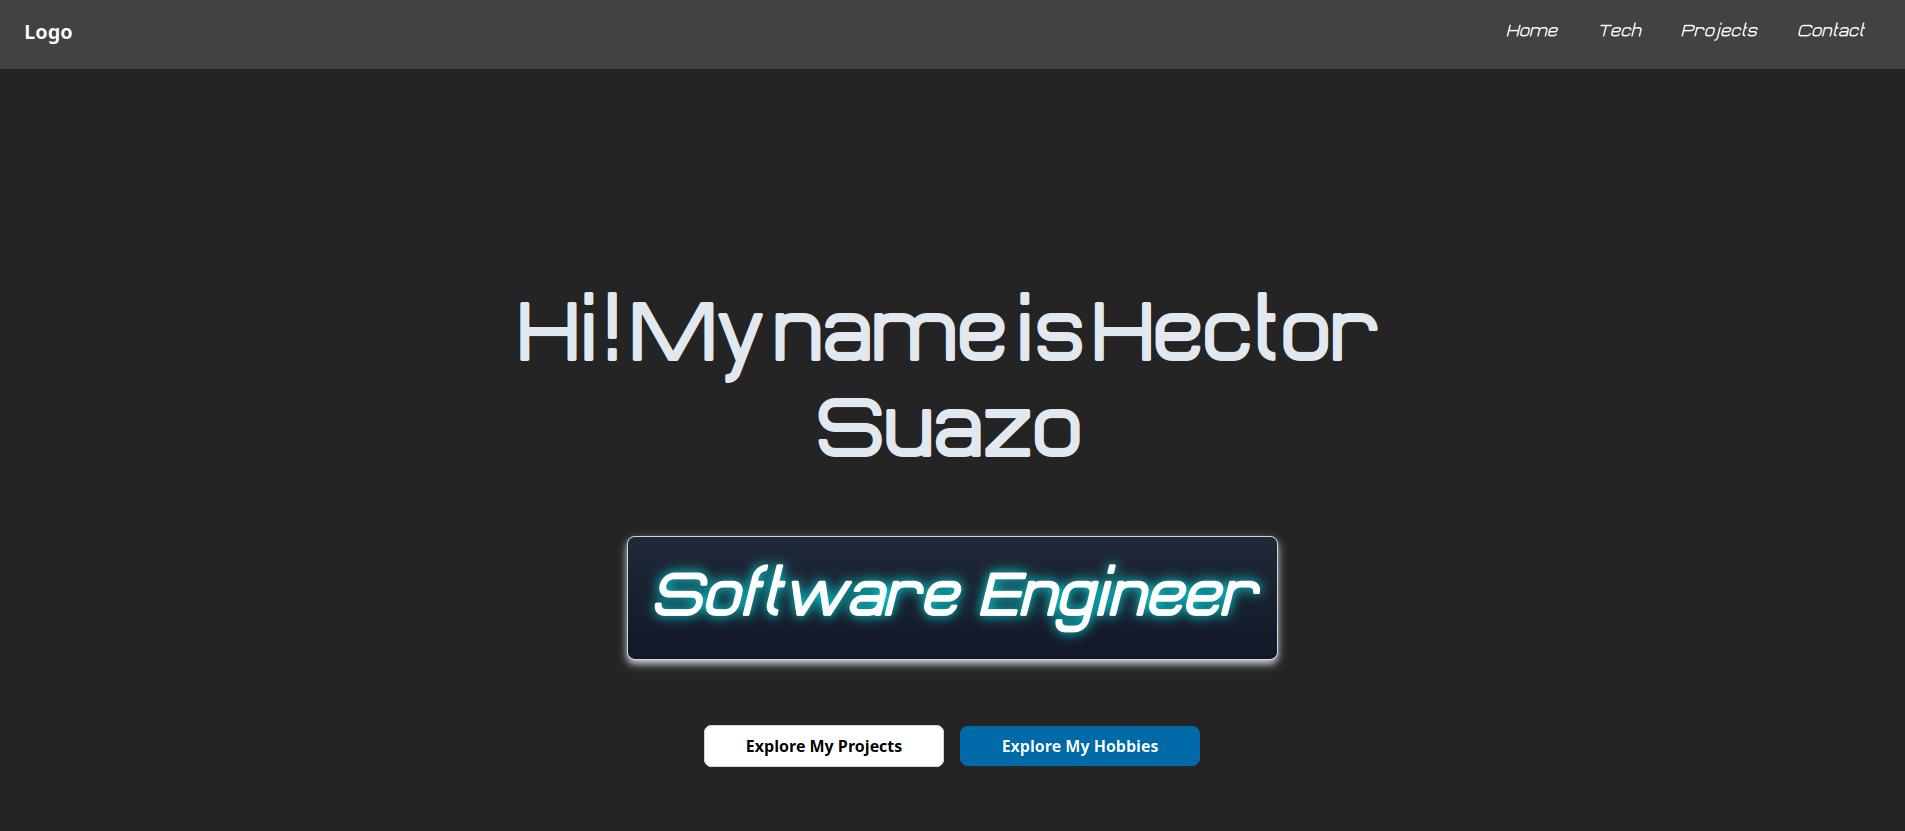 Logo
Home Tech Projects Contact
Hi! My name is Hector
Suazo
Software Engineer
Explore My Projects
Explore My Hobbies